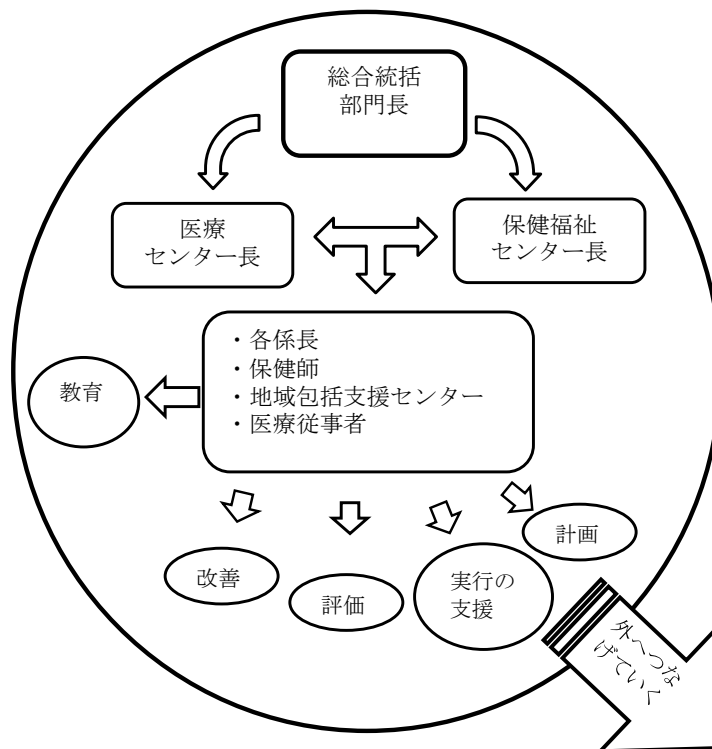 総合統括
部門長
医療
センター長
保健福祉
センター長
・各係長
・保健師
・地域包括支援センター
・医療従事者
教育
計画
改善
評価
実行の
支援
外へつな
げていく